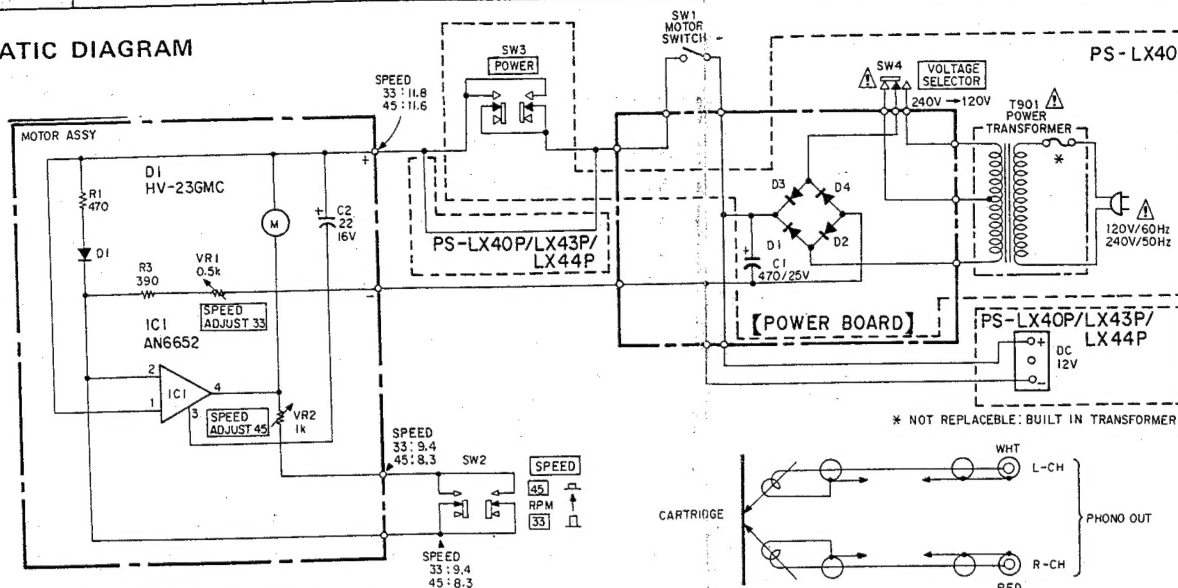 ATIC DIAGRAM
MOTOR ASSY
D1
HV-23GMC
R1
470
D1
R3
390
VR1
0.5k
SPEED
ADJUST 33
IC1
AN6652
2
1
IC1
4
3
SPEED
ADJUST 45
VR2
1k
M
+
C2
22
16V
+
−
SPEED
33:11.8
45:11.6
SW3
POWER
PS-LX40P/LX43P/
LX44P
SPEED
33:9.4
45:8.3
SW2
SPEED
45
RPM
33
SPEED
33:9.4
45:8.3
SW1
MOTOR
SWITCH
PS-LX40
SW4
VOLTAGE
SELECTOR
240V → 120V
T901
POWER
TRANSFORMER
*
D3
D4
D1
D2
+
C1
470/25V
120V/60Hz
240V/50Hz
【POWER BOARD】
PS-LX40P/LX43P/
LX44P
+
−
DC
12V
* NOT REPLACEBLE: BUILT IN TRANSFORMER
CARTRIDGE
WHT
L-CH
PHONO OUT
R-CH
RED